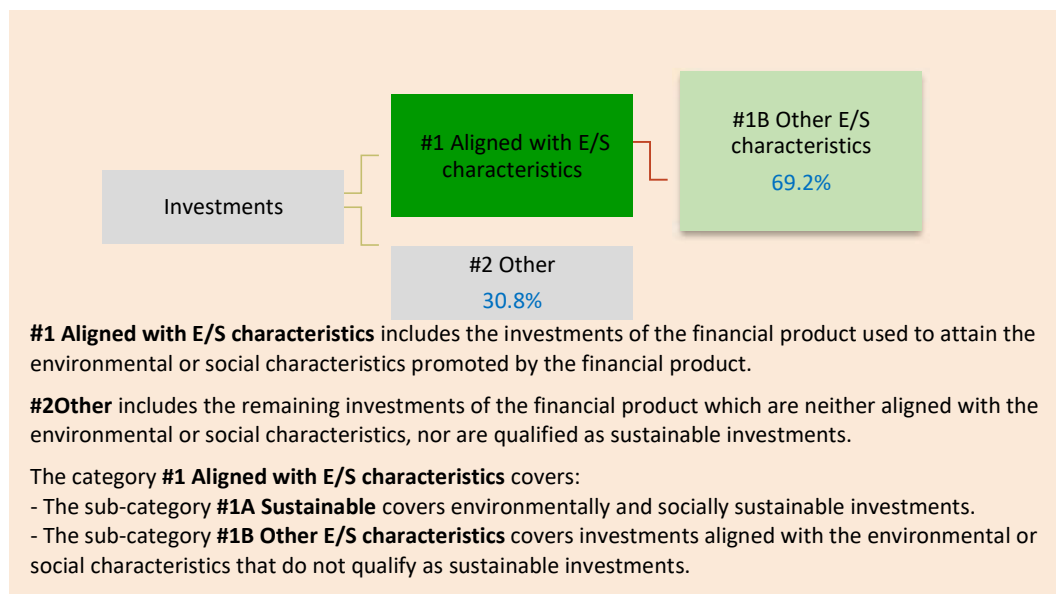 Investments
#1 Aligned with E/S
characteristics
#1B Other E/S
characteristics
69.2%
#2 Other
30.8%
#1 Aligned with E/S characteristics includes the investments of the financial product used to attain the
environmental or social characteristics promoted by the financial product.
#2Other includes the remaining investments of the financial product which are neither aligned with the
environmental or social characteristics, nor are qualified as sustainable investments.
The category #1 Aligned with E/S characteristics covers:
- The sub-category #1A Sustainable covers environmentally and socially sustainable investments.
- The sub-category #1B Other E/S characteristics covers investments aligned with the environmental or
social characteristics that do not qualify as sustainable investments.